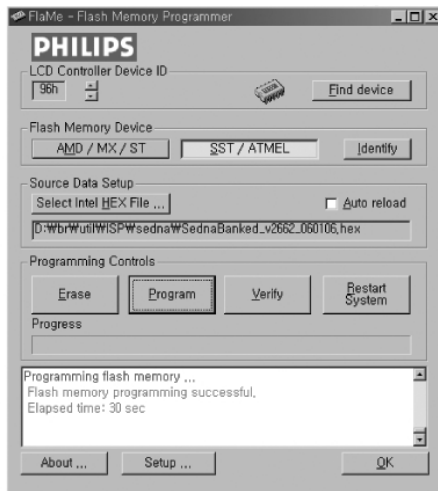 FlaMe - Flash Memory Programmer
PHILIPS
LCD Controller Device ID
96h
Find device
Flash Memory Device
AMD / MX / ST
SST / ATMEL
Identify
Source Data Setup
Select Intel HEX File ...
Auto reload
D:₩br₩util₩ISP₩sedna₩SednaBanked_v2662_060106.hex
Programming Controls
Erase
Program
Verify
Restart
System
Progress
Programming flash memory ...
Flash memory programming successful.
Elapsed time: 30 sec
About ...
Setup ...
OK